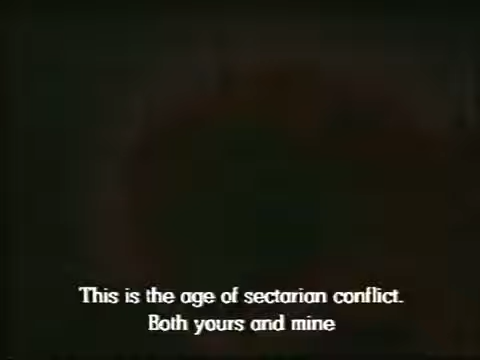 This is the age of sectarian conflict.
Both yours and mine